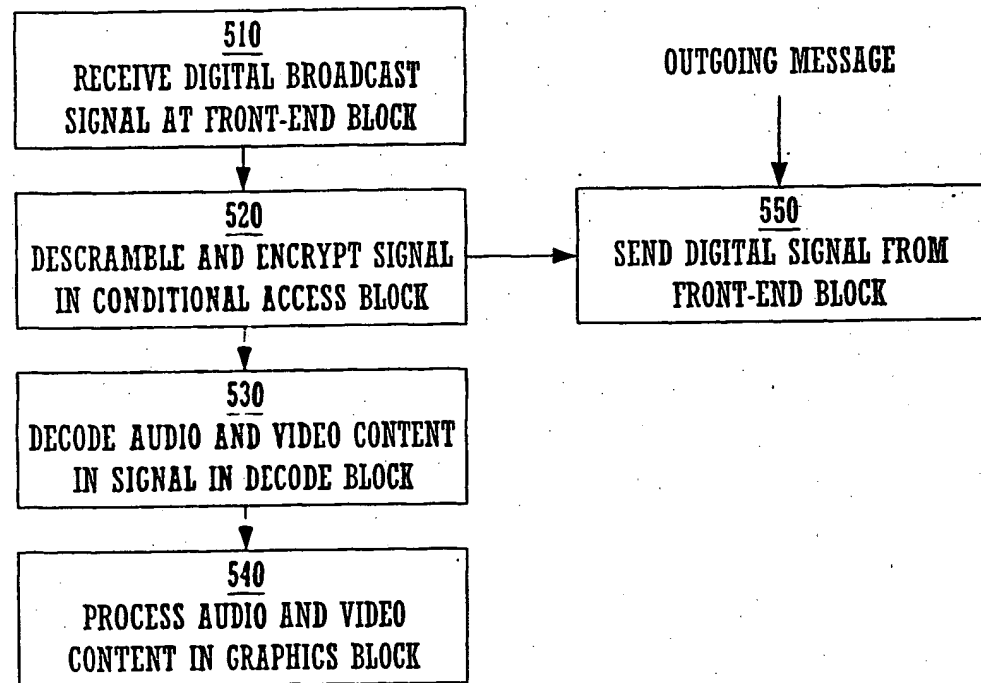 510
RECEIVE DIGITAL BROADCAST
SIGNAL AT FRONT-END BLOCK
OUTGOING MESSAGE
520
DESCRAMBLE AND ENCRYPT SIGNAL
IN CONDITIONAL ACCESS BLOCK
550
SEND DIGITAL SIGNAL FROM
FRONT-END BLOCK
530
DECODE AUDIO AND VIDEO CONTENT
IN SIGNAL IN DECODE BLOCK
540
PROCESS AUDIO AND VIDEO
CONTENT IN GRAPHICS BLOCK